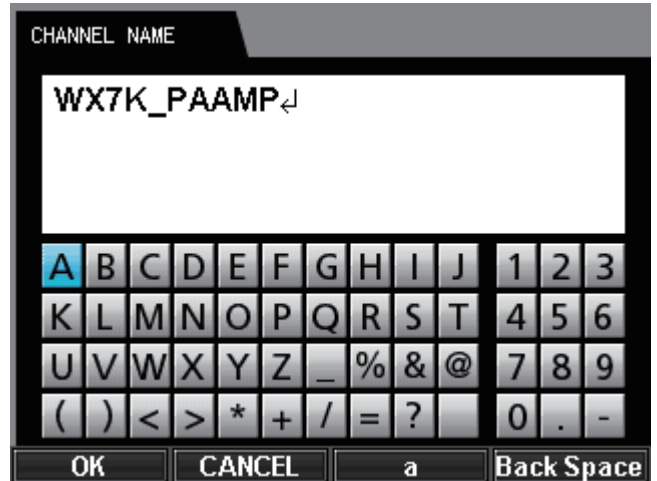 CHANNEL NAME
WX7K_PAAMP↵
A B C D E F G H I J 1 2 3
K L M N O P Q R S T 4 5 6
U V W X Y Z _ % & @ 7 8 9
( ) < > * + / = ? 0 . -
OK CANCEL a Back Space